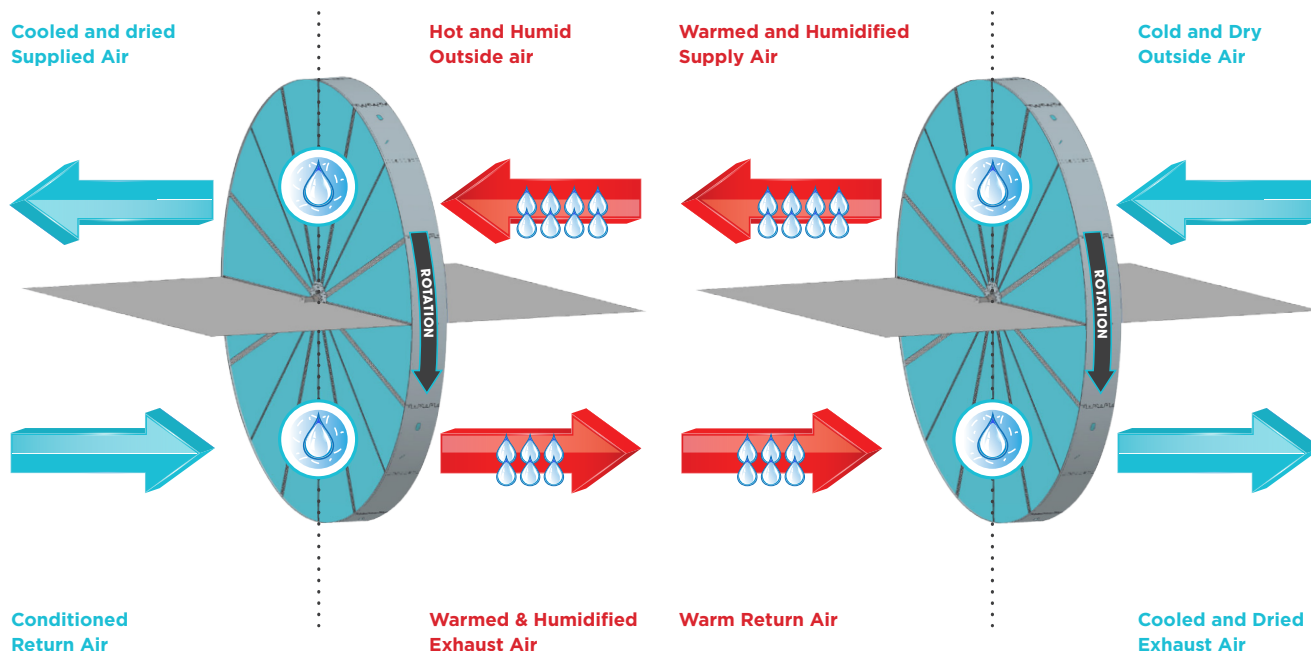 Cooled and dried
Supplied Air
Hot and Humid
Outside air
Warmed and Humidified
Supply Air
Cold and Dry
Outside Air
ROTATION
ROTATION
Conditioned
Return Air
Warmed & Humidified
Exhaust Air
Warm Return Air
Cooled and Dried
Exhaust Air